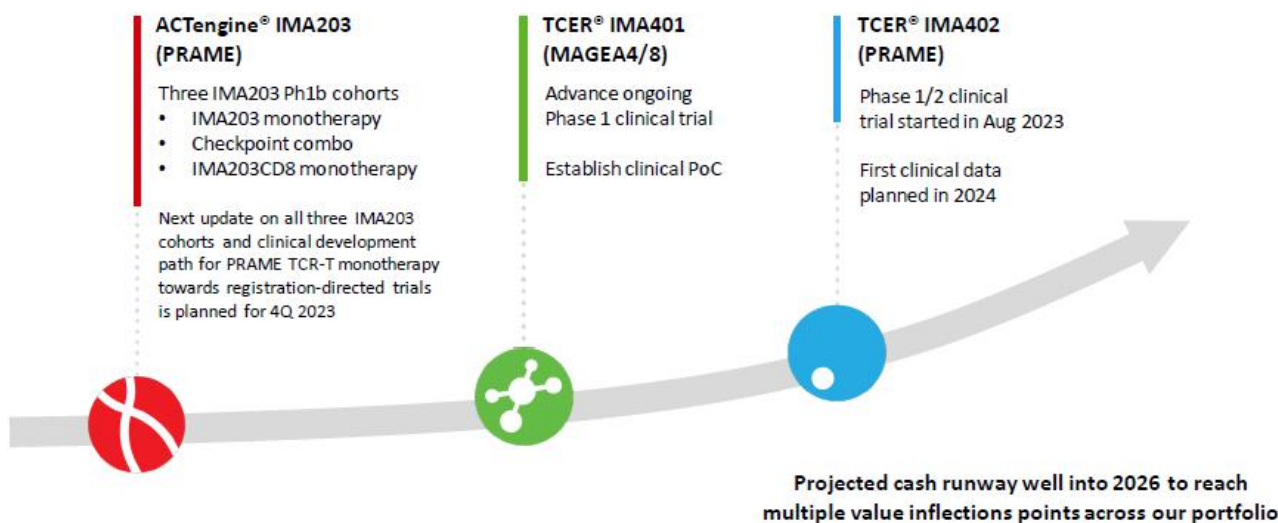 ACTengine® IMA203
(PRAME)
Three IMA203 Ph1b cohorts
• IMA203 monotherapy
• Checkpoint combo
• IMA203CD8 monotherapy
Next update on all three IMA203
cohorts and clinical development
path for PRAME TCR-T monotherapy
towards registration-directed trials
is planned for 4Q 2023
TCER® IMA401
(MAGEA4/8)
Advance ongoing
Phase 1 clinical trial
Establish clinical PoC
TCER® IMA402
(PRAME)
Phase 1/2 clinical
trial started in Aug 2023
First clinical data
planned in 2024
Projected cash runway well into 2026 to reach
multiple value inflections points across our portfolio